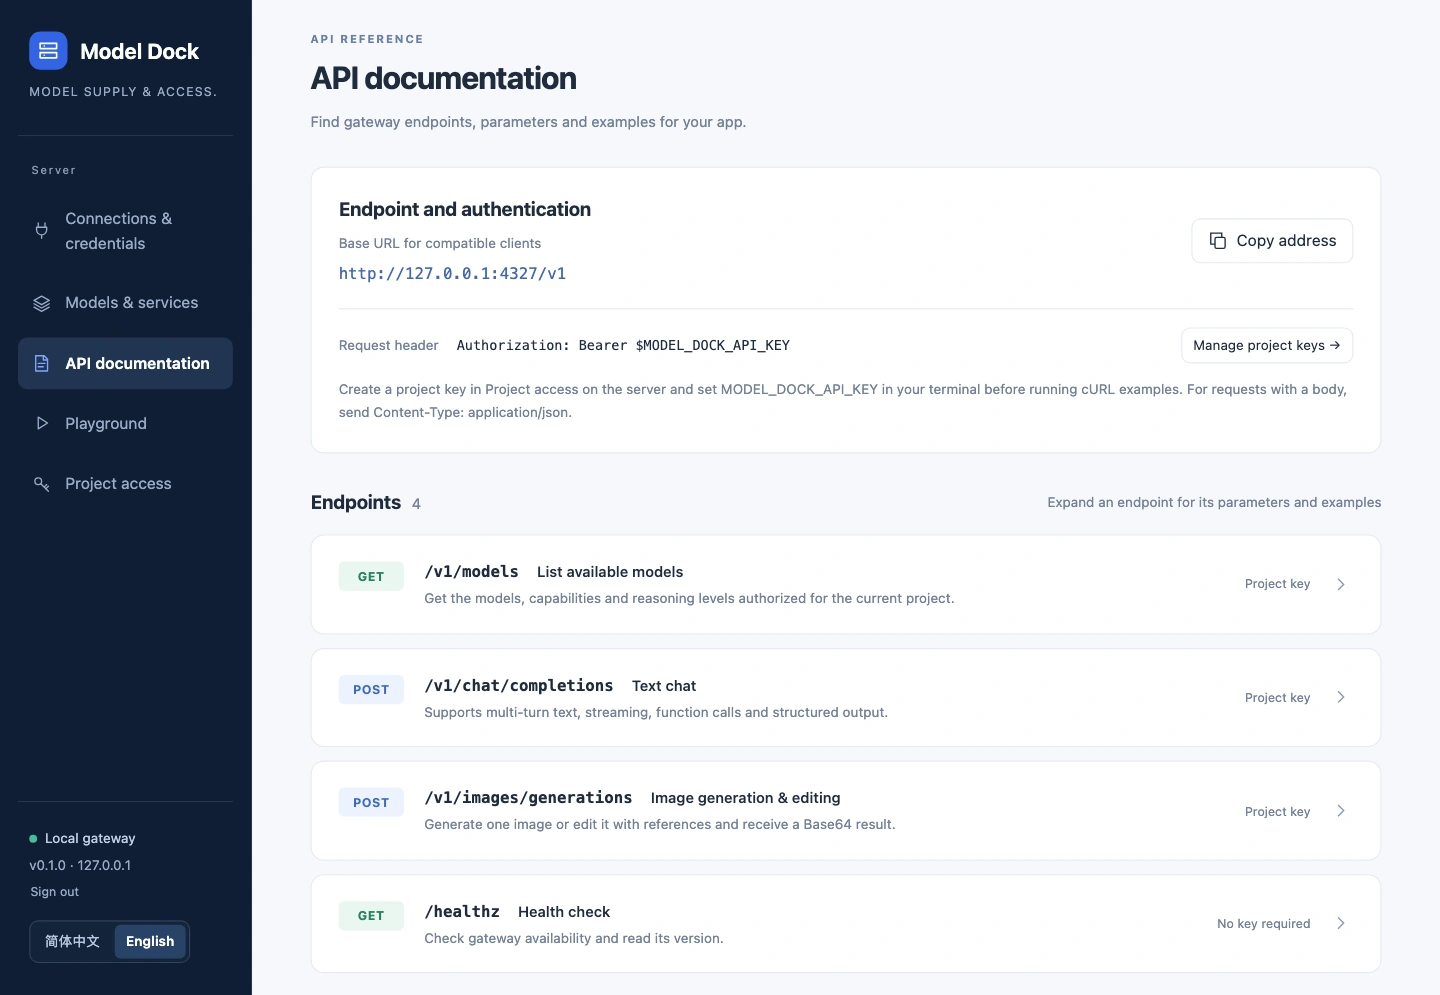 Model Dock
MODEL SUPPLY & ACCESS.
Server
Connections &
credentials
Models & services
API documentation
Playground
Project access
Local gateway
v0.1.0 · 127.0.0.1
Sign out
简体中文 English
API REFERENCE
API documentation
Find gateway endpoints, parameters and examples for your app.
Endpoint and authentication
Base URL for compatible clients
http://127.0.0.1:4327/v1
Copy address
Request header Authorization: Bearer $MODEL_DOCK_API_KEY
Manage project keys →
Create a project key in Project access on the server and set MODEL_DOCK_API_KEY in your terminal before running cURL examples. For requests with a body,
send Content-Type: application/json.
Endpoints 4
Expand an endpoint for its parameters and examples
GET /v1/models List available models
Get the models, capabilities and reasoning levels authorized for the current project.
Project key
POST /v1/chat/completions Text chat
Supports multi-turn text, streaming, function calls and structured output.
Project key
POST /v1/images/generations Image generation & editing
Generate one image or edit it with references and receive a Base64 result.
Project key
GET /healthz Health check
Check gateway availability and read its version.
No key required